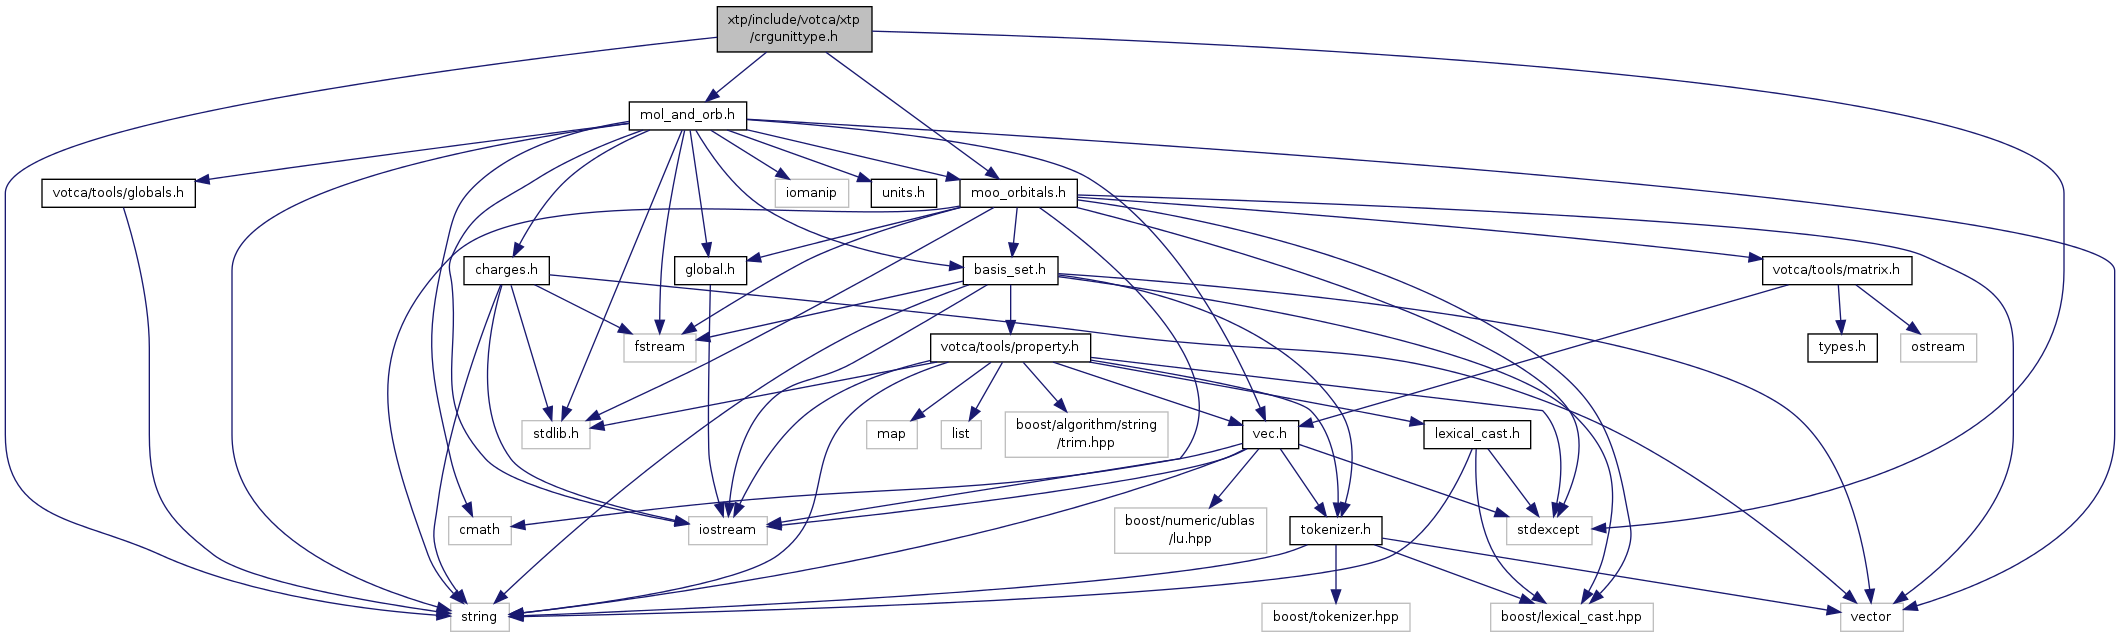 xtp/include/votca/xtp
/crgunittype.h
mol_and_orb.h
votca/tools/globals.h
iomanip
units.h
moo_orbitals.h
charges.h
global.h
basis_set.h
votca/tools/matrix.h
fstream
votca/tools/property.h
types.h
ostream
stdlib.h
map
list
boost/algorithm/string
/trim.hpp
vec.h
lexical_cast.h
cmath
iostream
boost/numeric/ublas
/lu.hpp
tokenizer.h
stdexcept
string
boost/tokenizer.hpp
boost/lexical_cast.hpp
vector